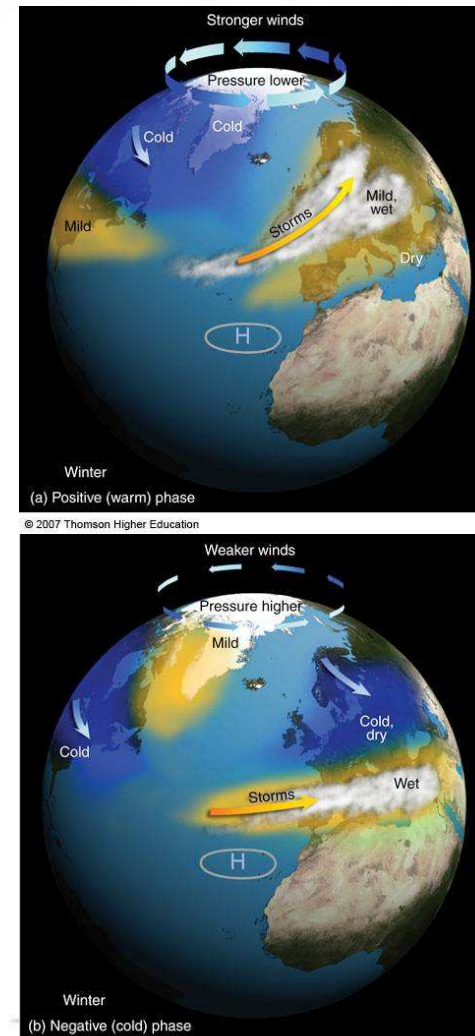 Stronger winds
Pressure lower
Cold
Cold
Mild
Storms
Mild,
wet
Dry
H
Winter
(a) Positive (warm) phase
© 2007 Thomson Higher Education
Weaker winds
Pressure higher
Mild
Cold
Cold,
dry
Storms
Wet
H
Winter
(b) Negative (cold) phase